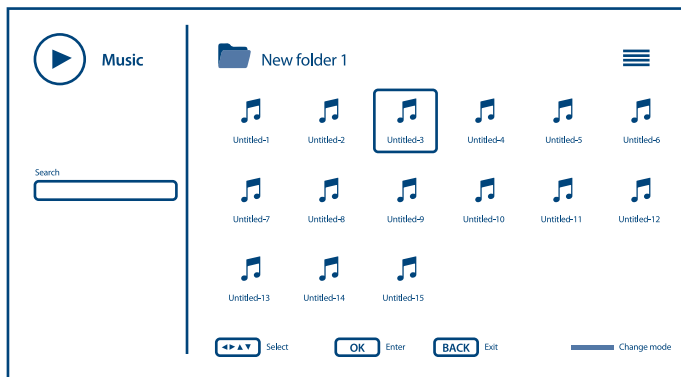 Music
New folder 1
Untitled-1 Untitled-2 Untitled-3 Untitled-4 Untitled-5 Untitled-6
Search
Untitled-7 Untitled-8 Untitled-9 Untitled-10 Untitled-11 Untitled-12
Untitled-13 Untitled-14 Untitled-15
Select OK Enter BACK Exit Change mode